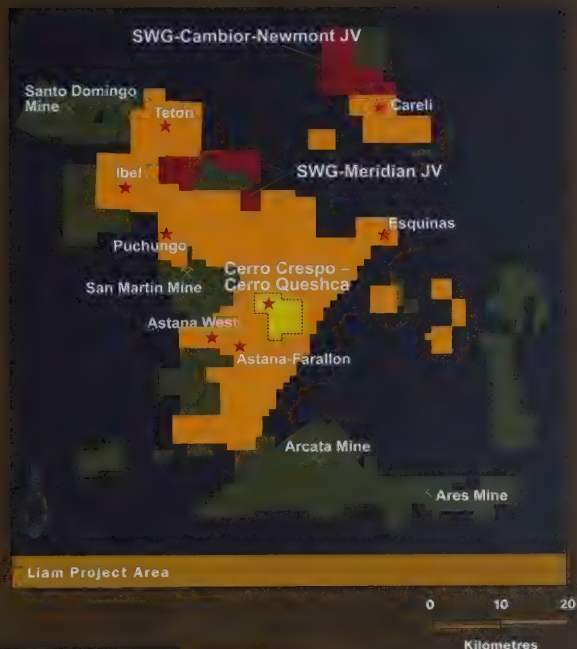 SWG-Cambior-Newmont JV
Santo Domingo
Mine
Teton
Careli
Ibel
SWG-Meridian JV
Esquinas
Puchungo
Cerro Crespo –
Cerro Queshca
San Martin Mine
Astana West
Astana-Farallon
Arcata Mine
Ares Mine
Liam Project Area
0 10 20
Kilometres